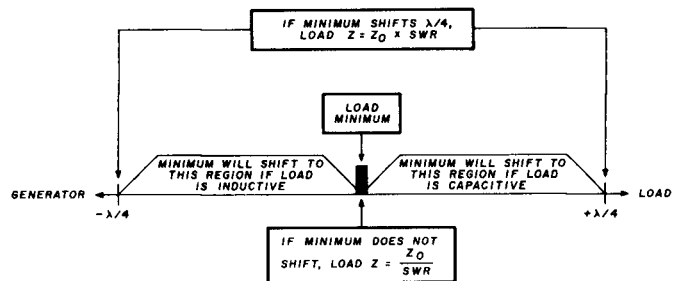 IF MINIMUM SHIFTS λ/4,
LOAD Z = Z₀ × SWR
LOAD
MINIMUM
MINIMUM WILL SHIFT TO
THIS REGION IF LOAD
IS INDUCTIVE
MINIMUM WILL SHIFT TO
THIS REGION IF LOAD
IS CAPACITIVE
GENERATOR
LOAD
-λ/4
+λ/4
IF MINIMUM DOES NOT
SHIFT, LOAD Z = Z₀/SWR